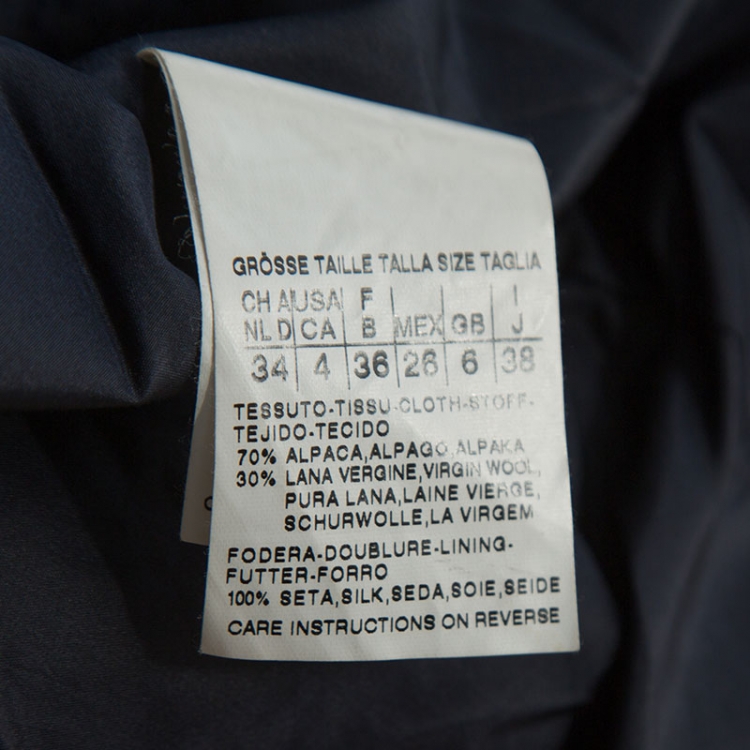 GRÖSSE TAILLE TALLA SIZE TAGLIA
CH A USA F I
NL D CA B MEX GB J
34 4 36 26 6 38
TESSUTO-TISSU-CLOTH-STOFF-
TEJIDO-TECIDO
70% ALPACA,ALPAGO,ALPAKA
30% LANA VERGINE,VIRGIN WOOL,
PURA LANA,LAINE VIERGE,
SCHURWOLLE,LA VIRGEM
FODERA-DOUBLURE-LINING-
FUTTER-FORRO
100% SETA,SILK,SEDA,SOIE,SEIDE
CARE INSTRUCTIONS ON REVERSE